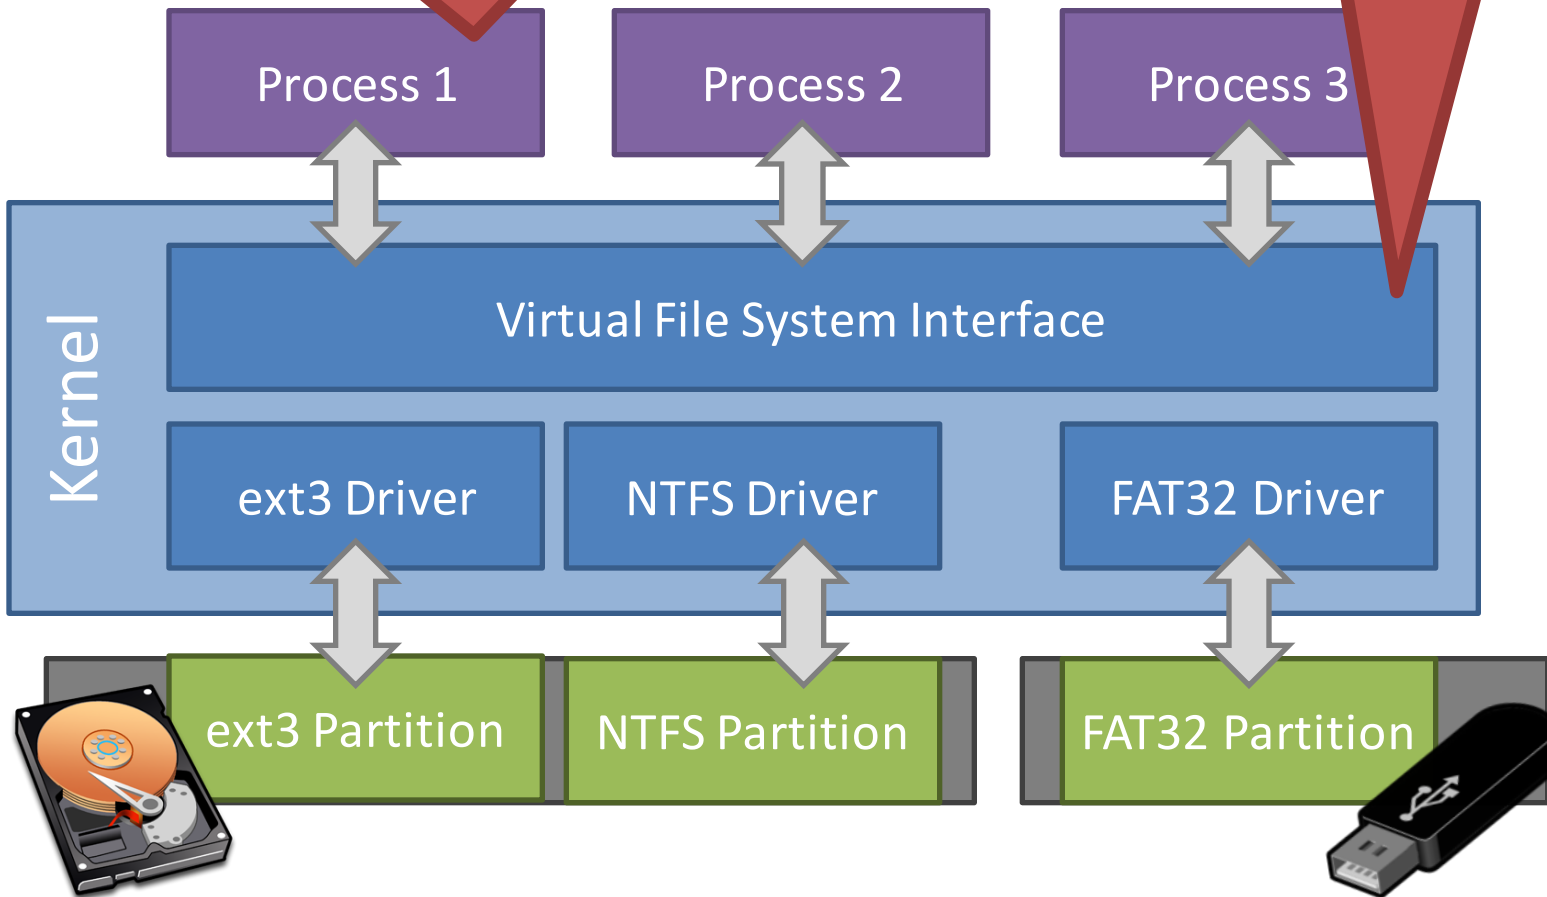 Process 1
Process 2
Process 3
Kernel
Virtual File System Interface
ext3 Driver
NTFS Driver
FAT32 Driver
ext3 Partition
NTFS Partition
FAT32 Partition